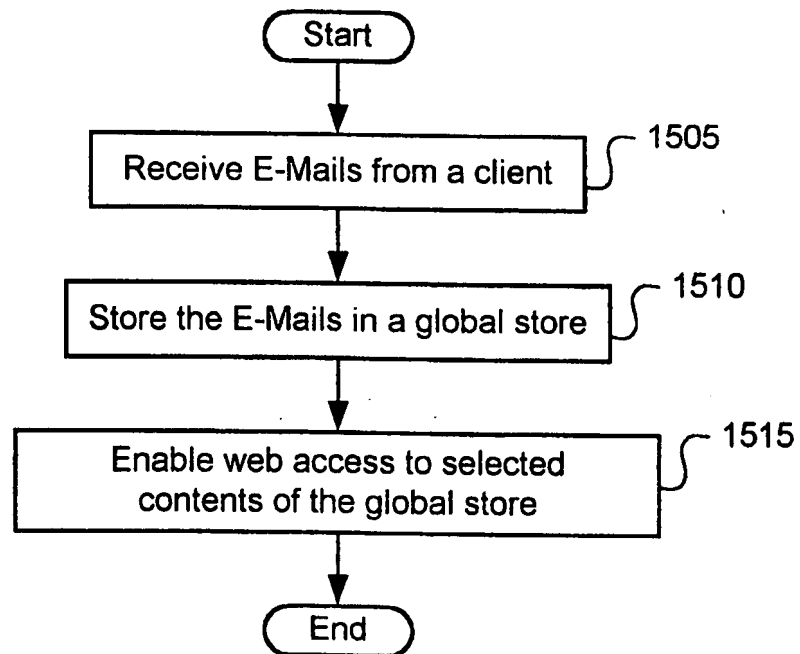 Start
Receive E-Mails from a client
1505
Store the E-Mails in a global store
1510
Enable web access to selected
contents of the global store
1515
End